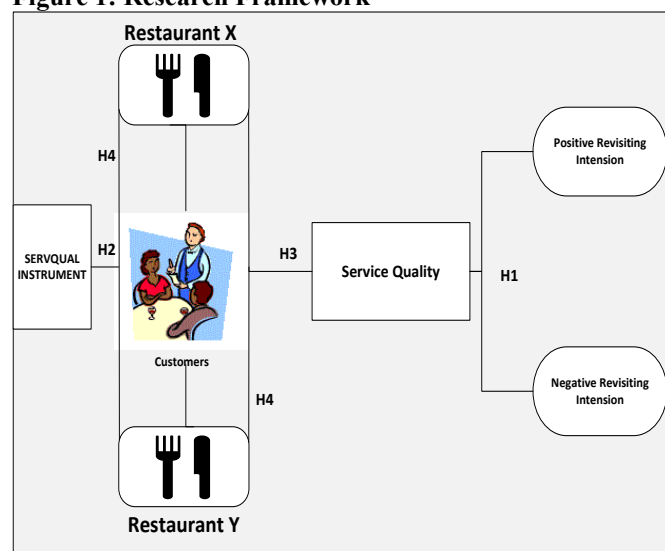 Figure 1: Research Framework
Restaurant X
H4
Positive Revisiting
Intension
SERVQUAL
INSTRUMENT
H2
H3
Service Quality
H1
Customers
H4
Negative Revisiting
Intension
Restaurant Y